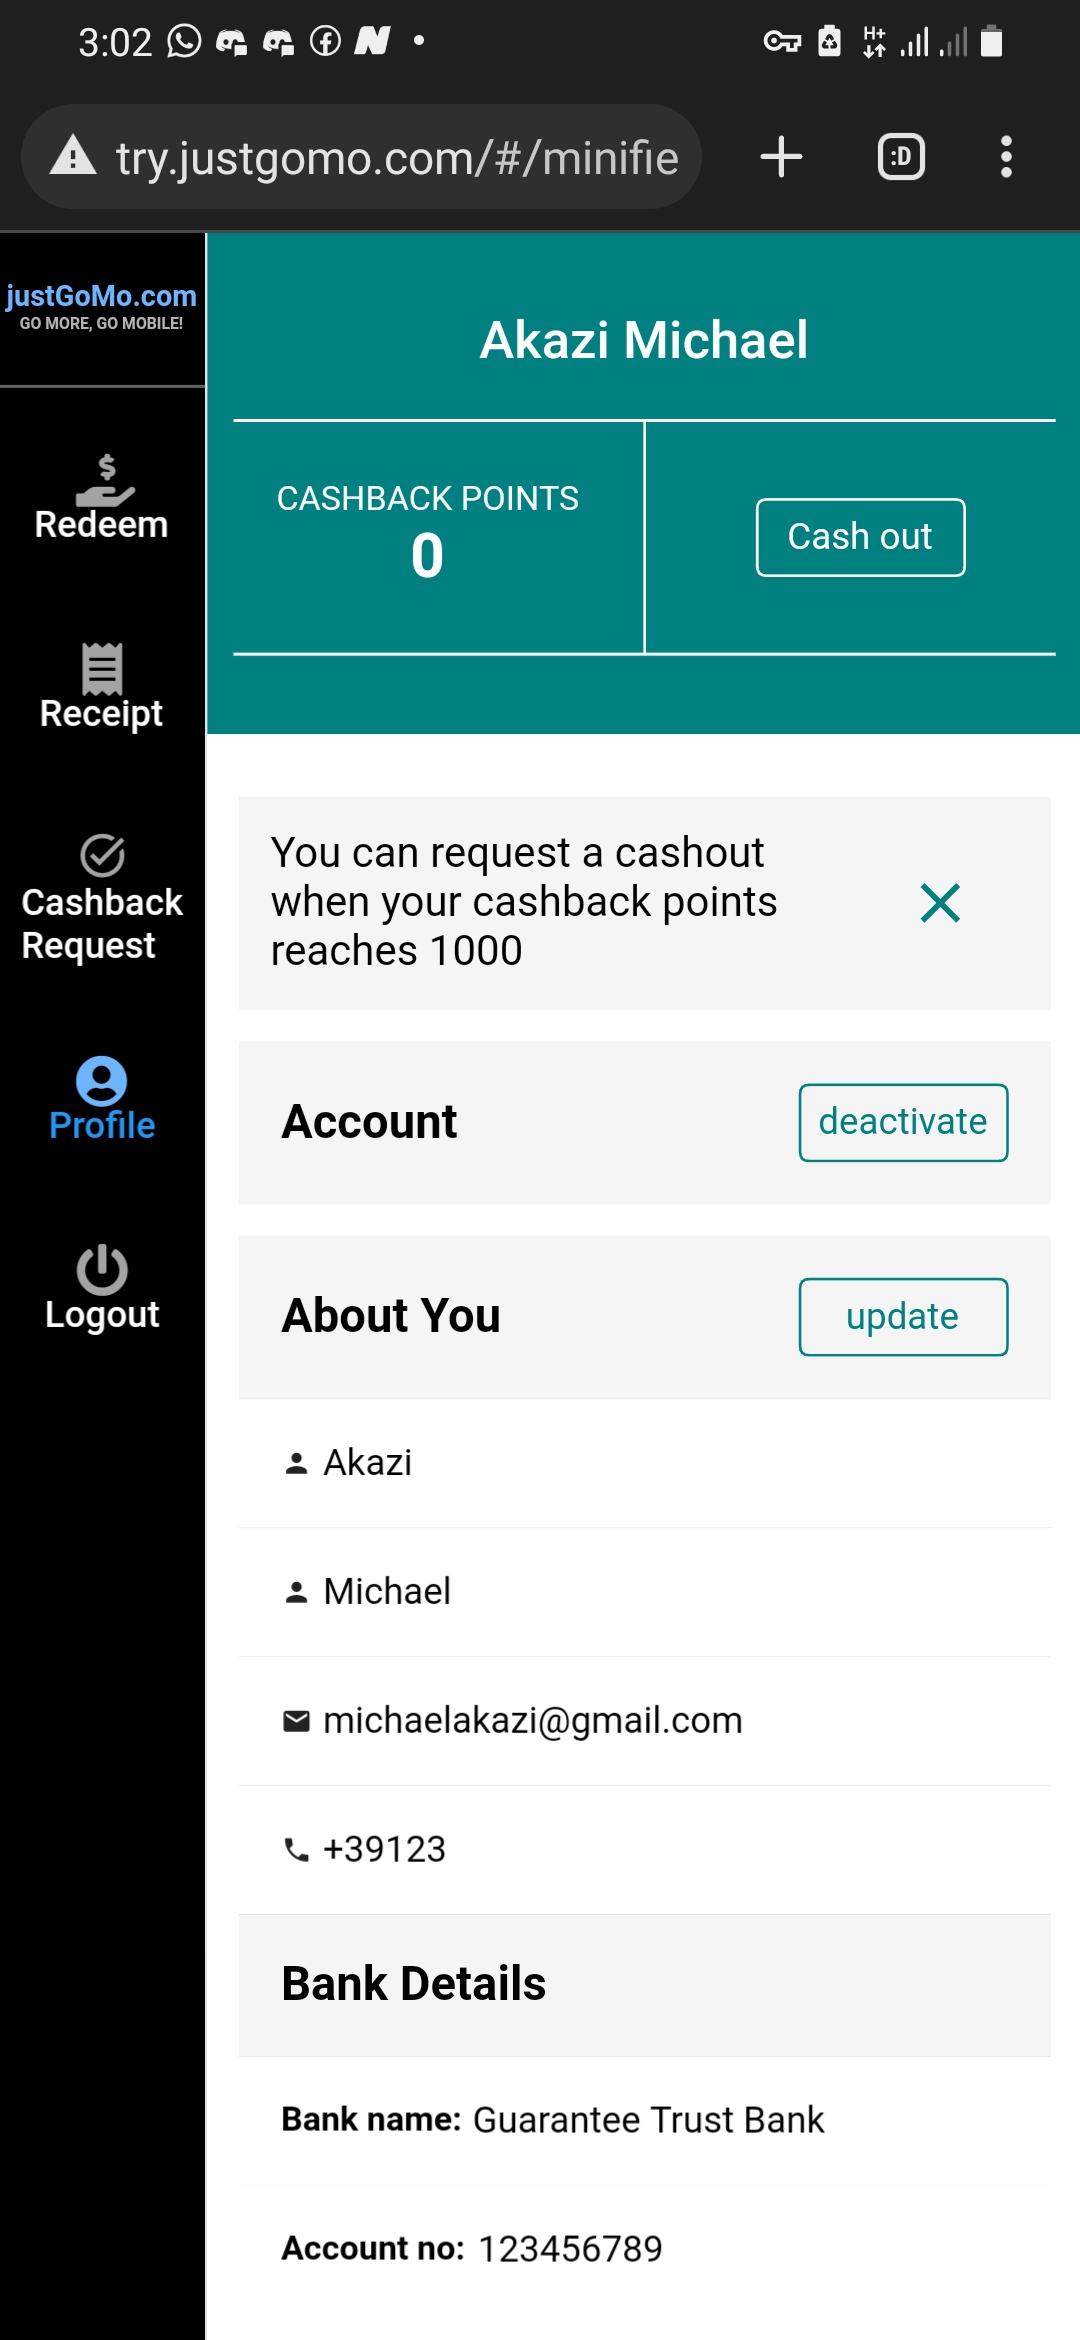 3:02
H+
try.justgomo.com/#/minifie
:D
justGoMo.com
GO MORE, GO MOBILE!
Redeem
Receipt
Cashback
Request
Profile
Logout
Akazi Michael
CASHBACK POINTS
0
Cash out
You can request a cashout
when your cashback points
reaches 1000
Account
deactivate
About You
update
Akazi
Michael
michaelakazi@gmail.com
+39123
Bank Details
Bank name: Guarantee Trust Bank
Account no: 123456789